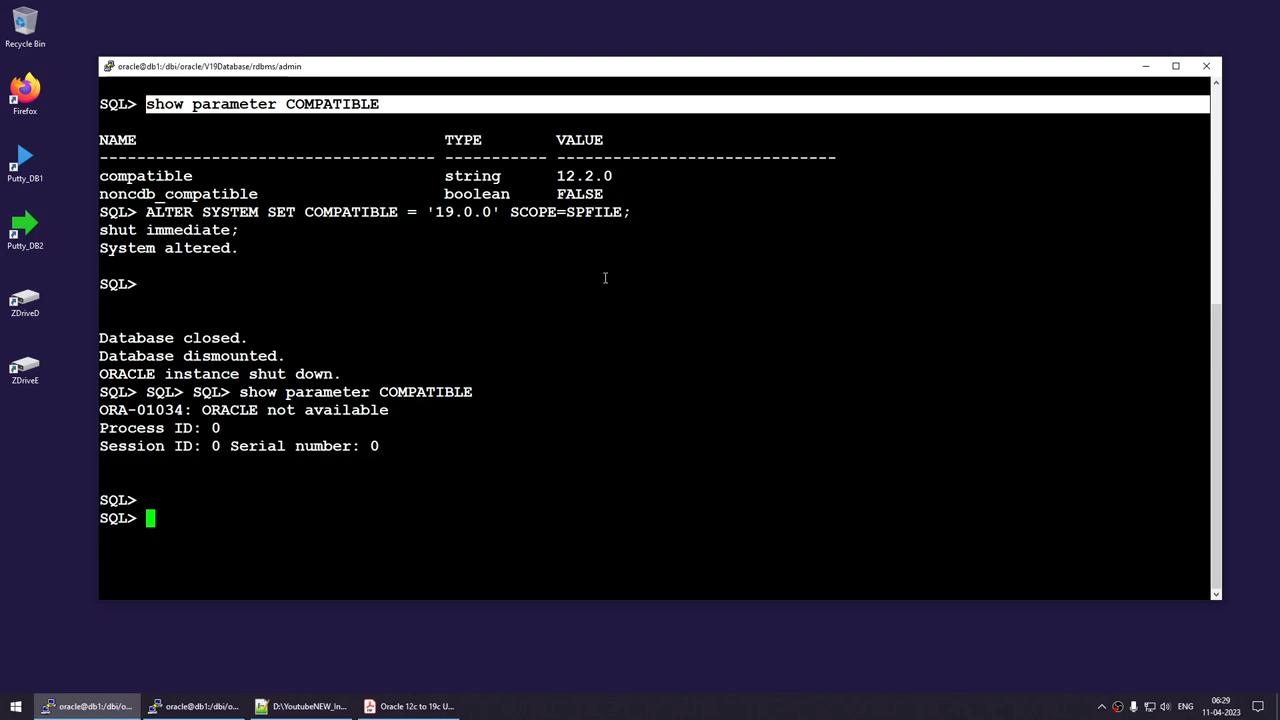 Recycle Bin
Firefox
Putty_DB1
Putty_DB2
ZDriveD
ZDriveE
oracle@db1:/dbi/oracle/V19Database/rdbms/admin
SQL> show parameter COMPATIBLE
NAME                                 TYPE        VALUE
------------------------------------ ----------- ------------------------------
compatible                           string      12.2.0
noncdb_compatible                    boolean     FALSE
SQL> ALTER SYSTEM SET COMPATIBLE = '19.0.0' SCOPE=SPFILE;
shut immediate;
System altered.
SQL>
Database closed.
Database dismounted.
ORACLE instance shut down.
SQL> SQL> SQL> show parameter COMPATIBLE
ORA-01034: ORACLE not available
Process ID: 0
Session ID: 0 Serial number: 0
SQL>
SQL>
oracle@db1:/dbi/o...
oracle@db1:/dbi/o...
D:\YoutubeNEW_In...
Oracle 12c to 19c U...
ENG
06:29
11-04-2023